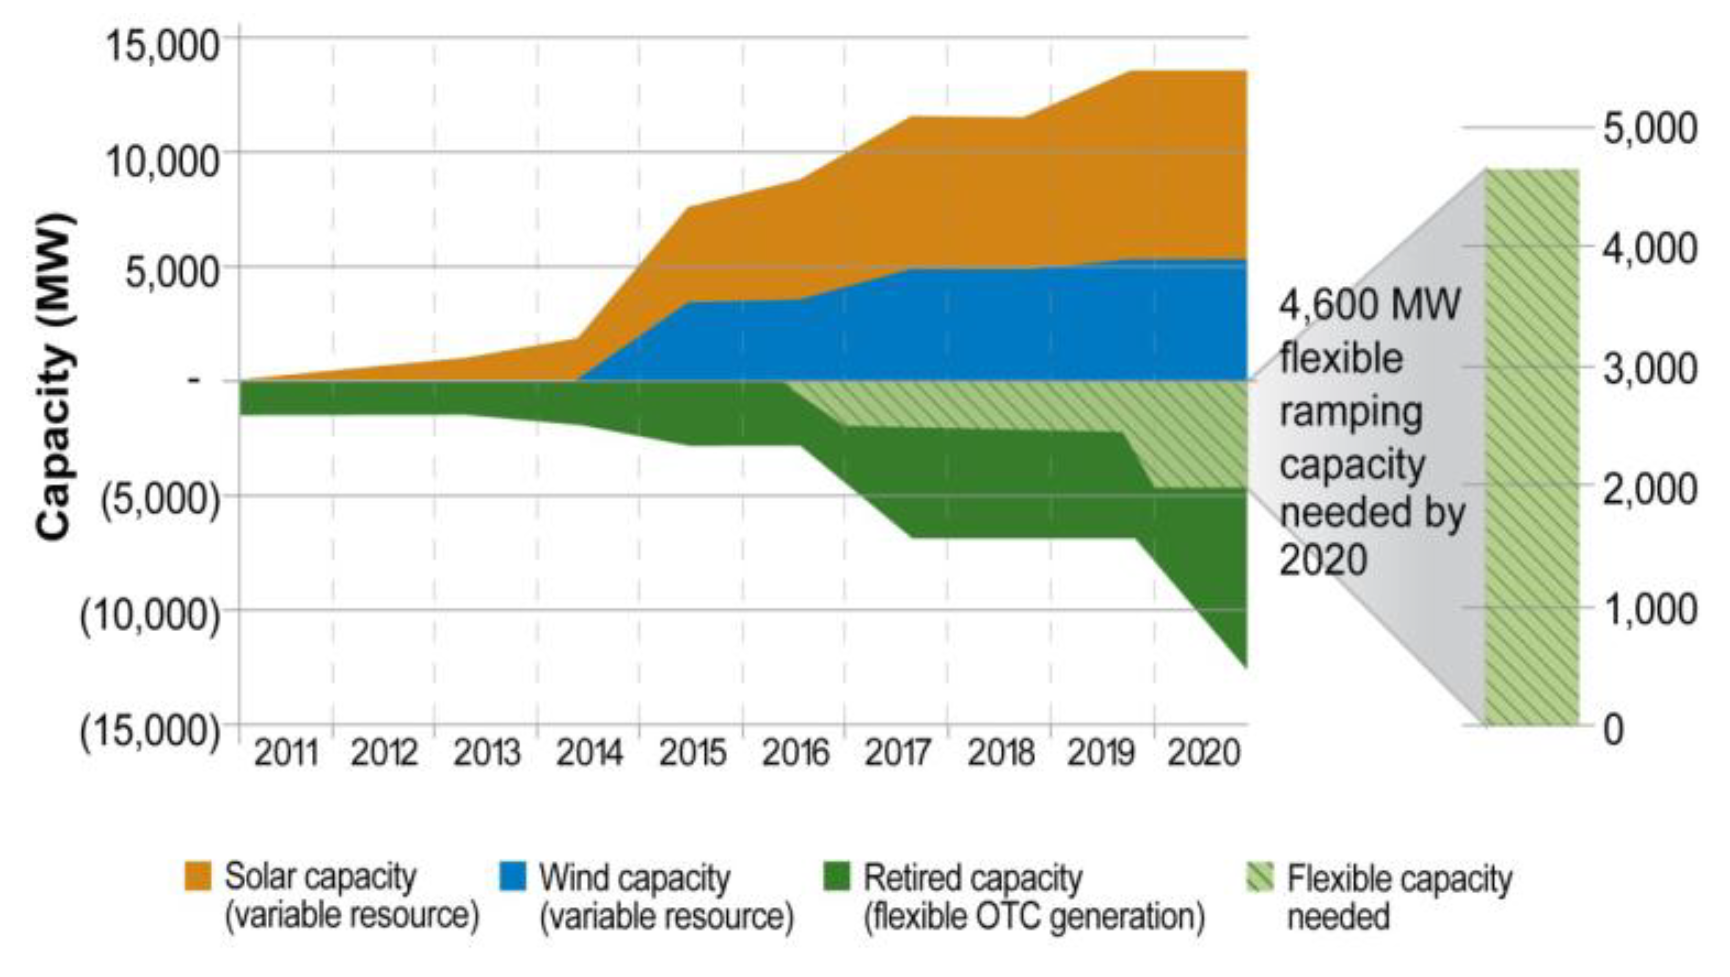 15,000
10,000
5,000
-
(5,000)
(10,000)
(15,000)
Capacity (MW)
2011 2012 2013 2014 2015 2016 2017 2018 2019 2020
4,600 MW
flexible
ramping
capacity
needed by
2020
5,000
4,000
3,000
2,000
1,000
0
Solar capacity
(variable resource)
Wind capacity
(variable resource)
Retired capacity
(flexible OTC generation)
Flexible capacity
needed